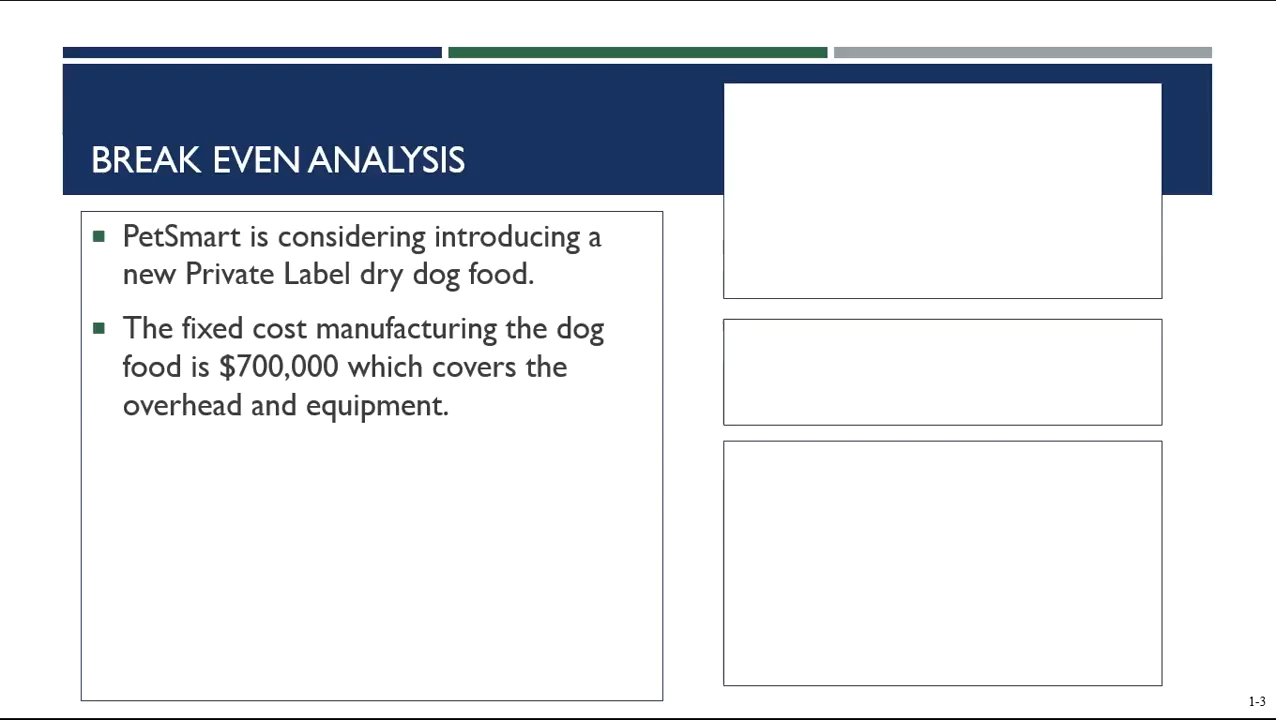 BREAK EVEN ANALYSIS
PetSmart is considering introducing a
new Private Label dry dog food.
The fixed cost manufacturing the dog
food is $700,000 which covers the
overhead and equipment.
1-3